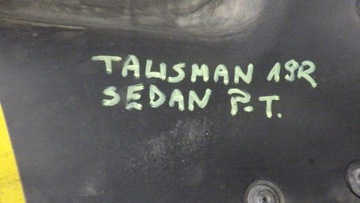 TALISMAN 19R
SEDAN P.T.